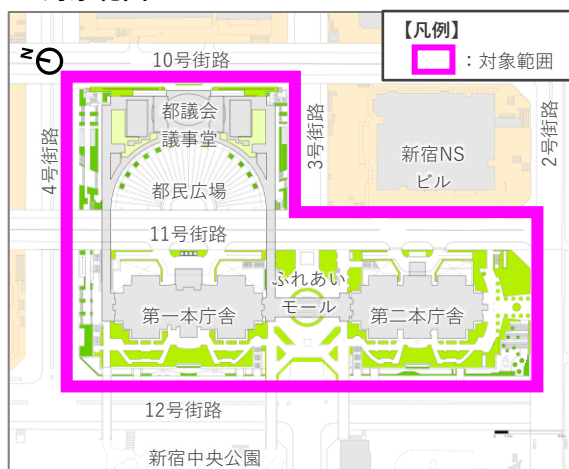 【凡例】
：対象範囲
N
10号街路
都議会
議事堂
4号街路
3号街路
2号街路
新宿NS
ビル
都民広場
11号街路
ふれあい
モール
第一本庁舎
第二本庁舎
12号街路
新宿中央公園